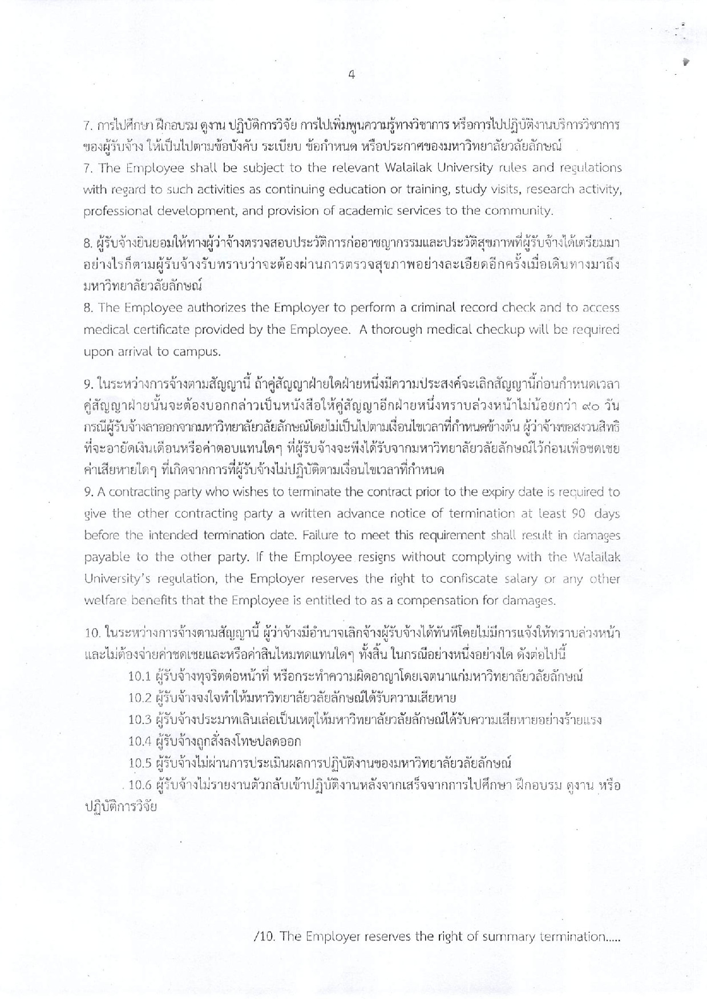 4
7. การไปศึกษา ฝึกอบรม ดูงาน ปฏิบัติการวิจัย การไปเพิ่มพูนความรู้ทางวิชาการ หรือการไปปฏิบัติงานบริการวิชาการ
ของผู้รับจ้าง ให้เป็นไปตามข้อบังคับ ระเบียบ ข้อกำหนด หรือประกาศของมหาวิทยาลัยวลัยลักษณ์
7. The Employee shall be subject to the relevant Walailak University rules and regulations
with regard to such activities as continuing education or training, study visits, research activity,
professional development, and provision of academic services to the community.
8. ผู้รับจ้างยินยอมให้ทางผู้ว่าจ้างตรวจสอบประวัติการก่ออาชญากรรมและประวัติสุขภาพที่ผู้รับจ้างได้เตรียมมา
อย่างไรก็ตามผู้รับจ้างรับทราบว่าจะต้องผ่านการตรวจสุขภาพอย่างละเอียดอีกครั้งเมื่อเดินทางมาถึง
มหาวิทยาลัยวลัยลักษณ์
8. The Employee authorizes the Employer to perform a criminal record check and to access
medical certificate provided by the Employee. A thorough medical checkup will be required
upon arrival to campus.
9. ในระหว่างการจ้างตามสัญญานี้ ถ้าคู่สัญญาฝ่ายใดฝ่ายหนึ่งมีความประสงค์จะเลิกสัญญานี้ก่อนกำหนดเวลา
คู่สัญญาฝ่ายนั้นจะต้องบอกกล่าวเป็นหนังสือให้คู่สัญญาอีกฝ่ายหนึ่งทราบล่วงหน้าไม่น้อยกว่า ๙๐ วัน
กรณีผู้รับจ้างลาออกจากมหาวิทยาลัยวลัยลักษณ์โดยไม่เป็นไปตามเงื่อนไขเวลาที่กำหนดข้างต้น ผู้ว่าจ้างขอสงวนสิทธิ
ที่จะอายัดเงินเดือนหรือค่าตอบแทนใดๆ ที่ผู้รับจ้างจะพึงได้รับจากมหาวิทยาลัยวลัยลักษณ์ไว้ก่อนเพื่อชดเชย
ค่าเสียหายใดๆ ที่เกิดจากการที่ผู้รับจ้างไม่ปฏิบัติตามเงื่อนไขเวลาที่กำหนด
9. A contracting party who wishes to terminate the contract prior to the expiry date is required to
give the other contracting party a written advance notice of termination at least 90 days
before the intended termination date. Failure to meet this requirement shall result in damages
payable to the other party. If the Employee resigns without complying with the Walailak
University's regulation, the Employer reserves the right to confiscate salary or any other
welfare benefits that the Employee is entitled to as a compensation for damages.
10. ในระหว่างการจ้างตามสัญญานี้ ผู้ว่าจ้างมีอำนาจเลิกจ้างผู้รับจ้างได้ทันทีโดยไม่มีการแจ้งให้ทราบล่วงหน้า
และไม่ต้องจ่ายค่าชดเชยและหรือค่าสินไหมทดแทนใดๆ ทั้งสิ้น ในกรณีอย่างหนึ่งอย่างใด ดังต่อไปนี้
10.1 ผู้รับจ้างทุจริตต่อหน้าที่ หรือกระทำความผิดอาญาโดยเจตนาแก่มหาวิทยาลัยวลัยลักษณ์
10.2 ผู้รับจ้างจงใจทำให้มหาวิทยาลัยวลัยลักษณ์ได้รับความเสียหาย
10.3 ผู้รับจ้างประมาทเลินเล่อเป็นเหตุให้มหาวิทยาลัยวลัยลักษณ์ได้รับความเสียหายอย่างร้ายแรง
10.4 ผู้รับจ้างถูกสั่งลงโทษปลดออก
10.5 ผู้รับจ้างไม่ผ่านการประเมินผลการปฏิบัติงานของมหาวิทยาลัยวลัยลักษณ์
10.6 ผู้รับจ้างไม่รายงานตัวกลับเข้าปฏิบัติงานหลังจากเสร็จจากการไปศึกษา ฝึกอบรม ดูงาน หรือ
ปฏิบัติการวิจัย
/10. The Employer reserves the right of summary termination.....